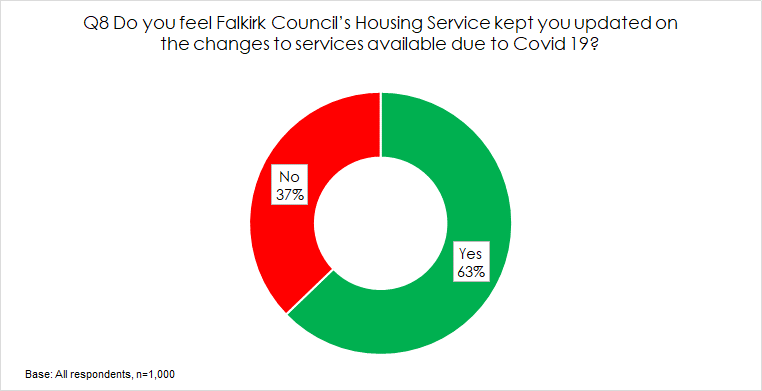 Q8 Do you feel Falkirk Council’s Housing Service kept you updated on
the changes to services available due to Covid 19?
No
37%
Yes
63%
Base: All respondents, n=1,000